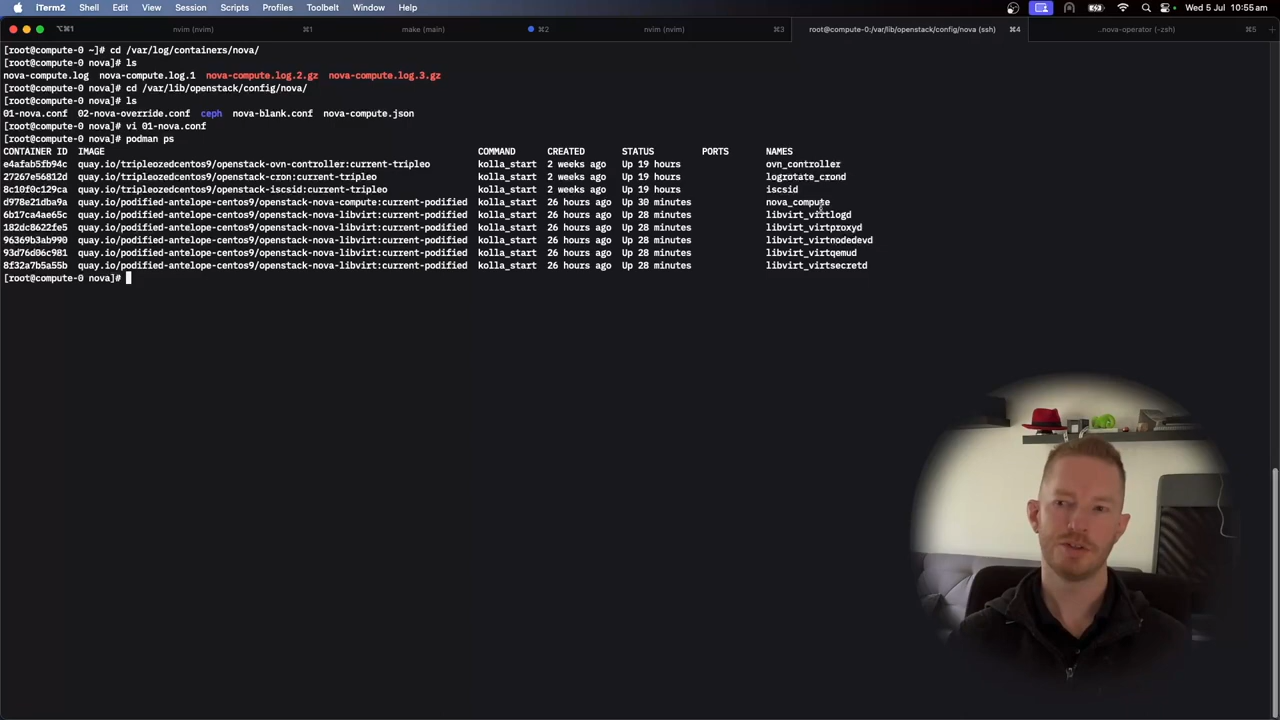 iTerm2 Shell Edit View Session Scripts Profiles Toolbelt Window Help Wed 5 Jul 10:55 am
⌥⌘1 nvim (nvim) ⌘1 make (main) ⌘2 nvim (nvim) ⌘3 root@compute-0:/var/lib/openstack/config/nova (ssh) ⌘4 ..nova-operator (-zsh) ⌘5
[root@compute-0 ~]# cd /var/log/containers/nova/
[root@compute-0 nova]# ls
nova-compute.log nova-compute.log.1 nova-compute.log.2.gz nova-compute.log.3.gz
[root@compute-0 nova]# cd /var/lib/openstack/config/nova/
[root@compute-0 nova]# ls
01-nova.conf 02-nova-override.conf ceph nova-blank.conf nova-compute.json
[root@compute-0 nova]# vi 01-nova.conf
[root@compute-0 nova]# podman ps
CONTAINER ID IMAGE COMMAND CREATED STATUS PORTS NAMES
e4afab5fb94c quay.io/tripleozedcentos9/openstack-ovn-controller:current-tripleo kolla_start 2 weeks ago Up 19 hours ovn_controller
27267e56812d quay.io/tripleozedcentos9/openstack-cron:current-tripleo kolla_start 2 weeks ago Up 19 hours logrotate_crond
8c10f0c129ca quay.io/tripleozedcentos9/openstack-iscsid:current-tripleo kolla_start 2 weeks ago Up 19 hours iscsid
d978e21dba9a quay.io/podified-antelope-centos9/openstack-nova-compute:current-podified kolla_start 26 hours ago Up 30 minutes nova_compute
6b17ca4ae65c quay.io/podified-antelope-centos9/openstack-nova-libvirt:current-podified kolla_start 26 hours ago Up 28 minutes libvirt_virtlogd
182dc8622fe5 quay.io/podified-antelope-centos9/openstack-nova-libvirt:current-podified kolla_start 26 hours ago Up 28 minutes libvirt_virtproxyd
96369b3ab990 quay.io/podified-antelope-centos9/openstack-nova-libvirt:current-podified kolla_start 26 hours ago Up 28 minutes libvirt_virtnodedevd
93d76d06c981 quay.io/podified-antelope-centos9/openstack-nova-libvirt:current-podified kolla_start 26 hours ago Up 28 minutes libvirt_virtqemud
8f32a7b5a55b quay.io/podified-antelope-centos9/openstack-nova-libvirt:current-podified kolla_start 26 hours ago Up 28 minutes libvirt_virtsecretd
[root@compute-0 nova]#